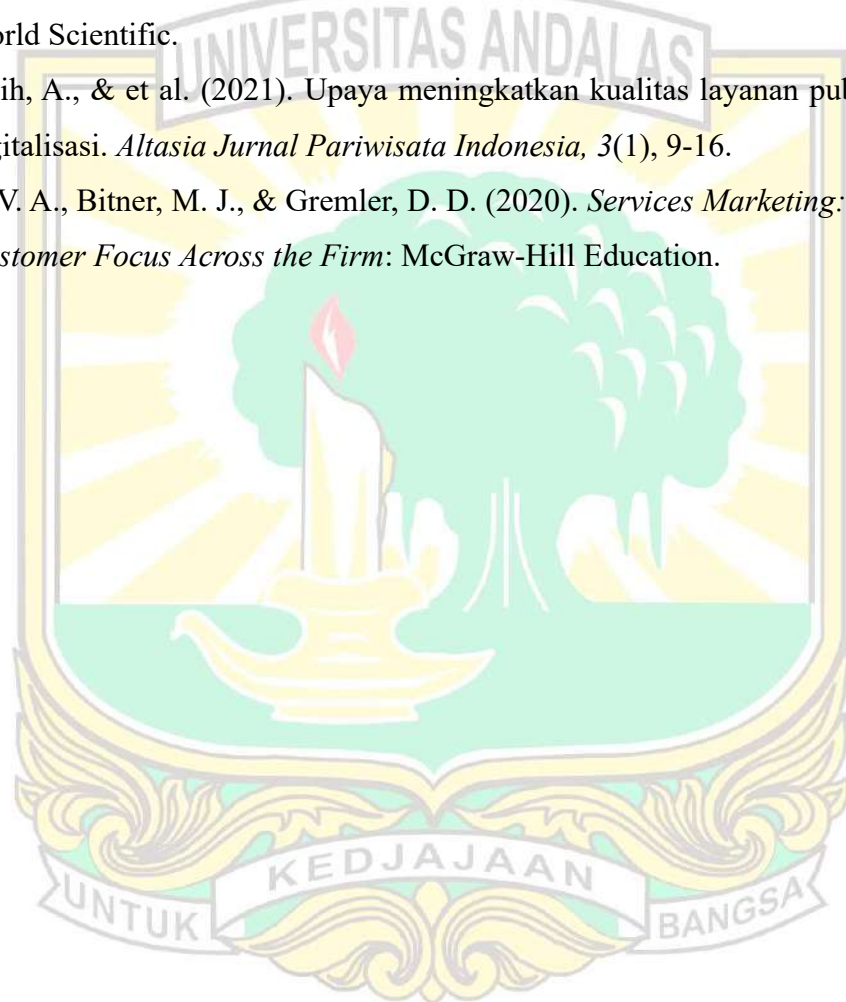 UNIVERSITAS ANDALAS
orld Scientific.
ih, A., & et al. (2021). Upaya meningkatkan kualitas layanan pu
gitalisasi. Altasia Jurnal Pariwisata Indonesia, 3(1), 9-16.
V. A., Bitner, M. J., & Gremler, D. D. (2020). Services Marketing:
stomer Focus Across the Firm: McGraw-Hill Education.
KEDJAJAAN
UNTUK BANGSA